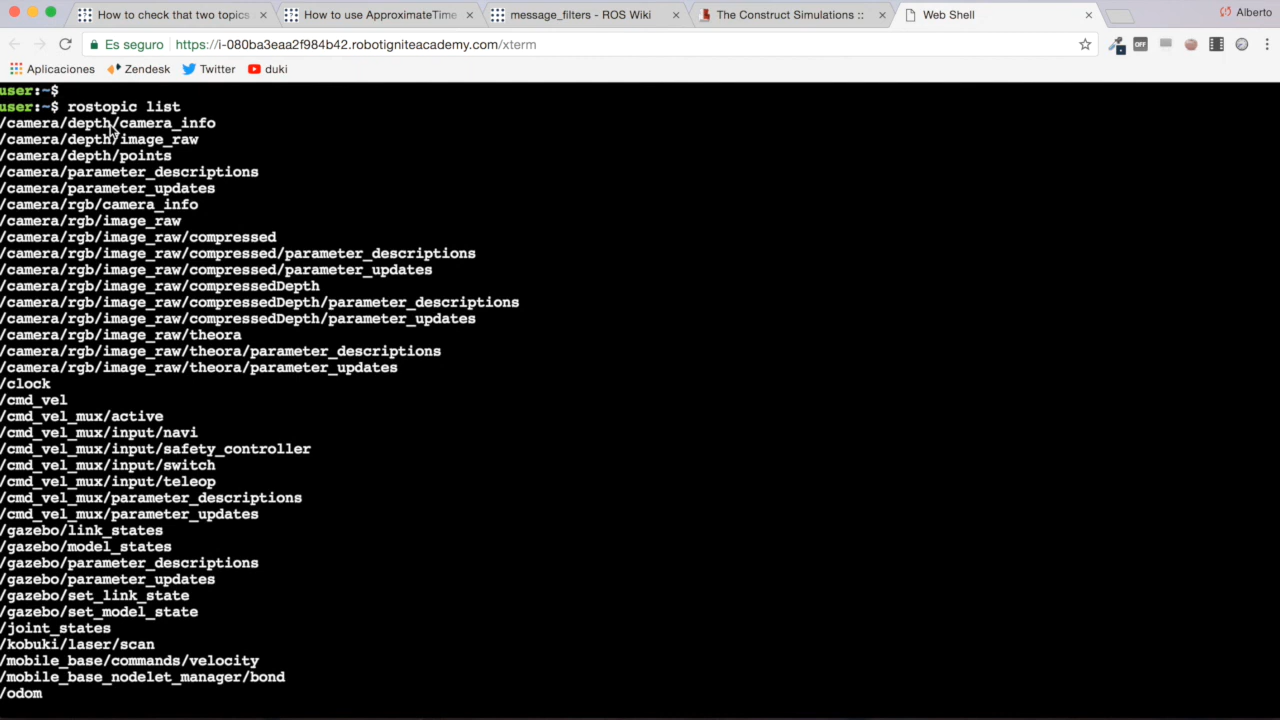 How to check that two topics
How to use ApproximateTime
message_filters - ROS Wiki
The Construct Simulations ::
Web Shell
Alberto
Es seguro
https://i-080ba3eaa2f984b42.robotigniteacademy.com/xterm
OFF
Aplicaciones
Zendesk
Twitter
duki
user:~$
user:~$ rostopic list
/camera/depth/camera_info
/camera/depth/image_raw
/camera/depth/points
/camera/parameter_descriptions
/camera/parameter_updates
/camera/rgb/camera_info
/camera/rgb/image_raw
/camera/rgb/image_raw/compressed
/camera/rgb/image_raw/compressed/parameter_descriptions
/camera/rgb/image_raw/compressed/parameter_updates
/camera/rgb/image_raw/compressedDepth
/camera/rgb/image_raw/compressedDepth/parameter_descriptions
/camera/rgb/image_raw/compressedDepth/parameter_updates
/camera/rgb/image_raw/theora
/camera/rgb/image_raw/theora/parameter_descriptions
/camera/rgb/image_raw/theora/parameter_updates
/clock
/cmd_vel
/cmd_vel_mux/active
/cmd_vel_mux/input/navi
/cmd_vel_mux/input/safety_controller
/cmd_vel_mux/input/switch
/cmd_vel_mux/input/teleop
/cmd_vel_mux/parameter_descriptions
/cmd_vel_mux/parameter_updates
/gazebo/link_states
/gazebo/model_states
/gazebo/parameter_descriptions
/gazebo/parameter_updates
/gazebo/set_link_state
/gazebo/set_model_state
/joint_states
/kobuki/laser/scan
/mobile_base/commands/velocity
/mobile_base_nodelet_manager/bond
/odom